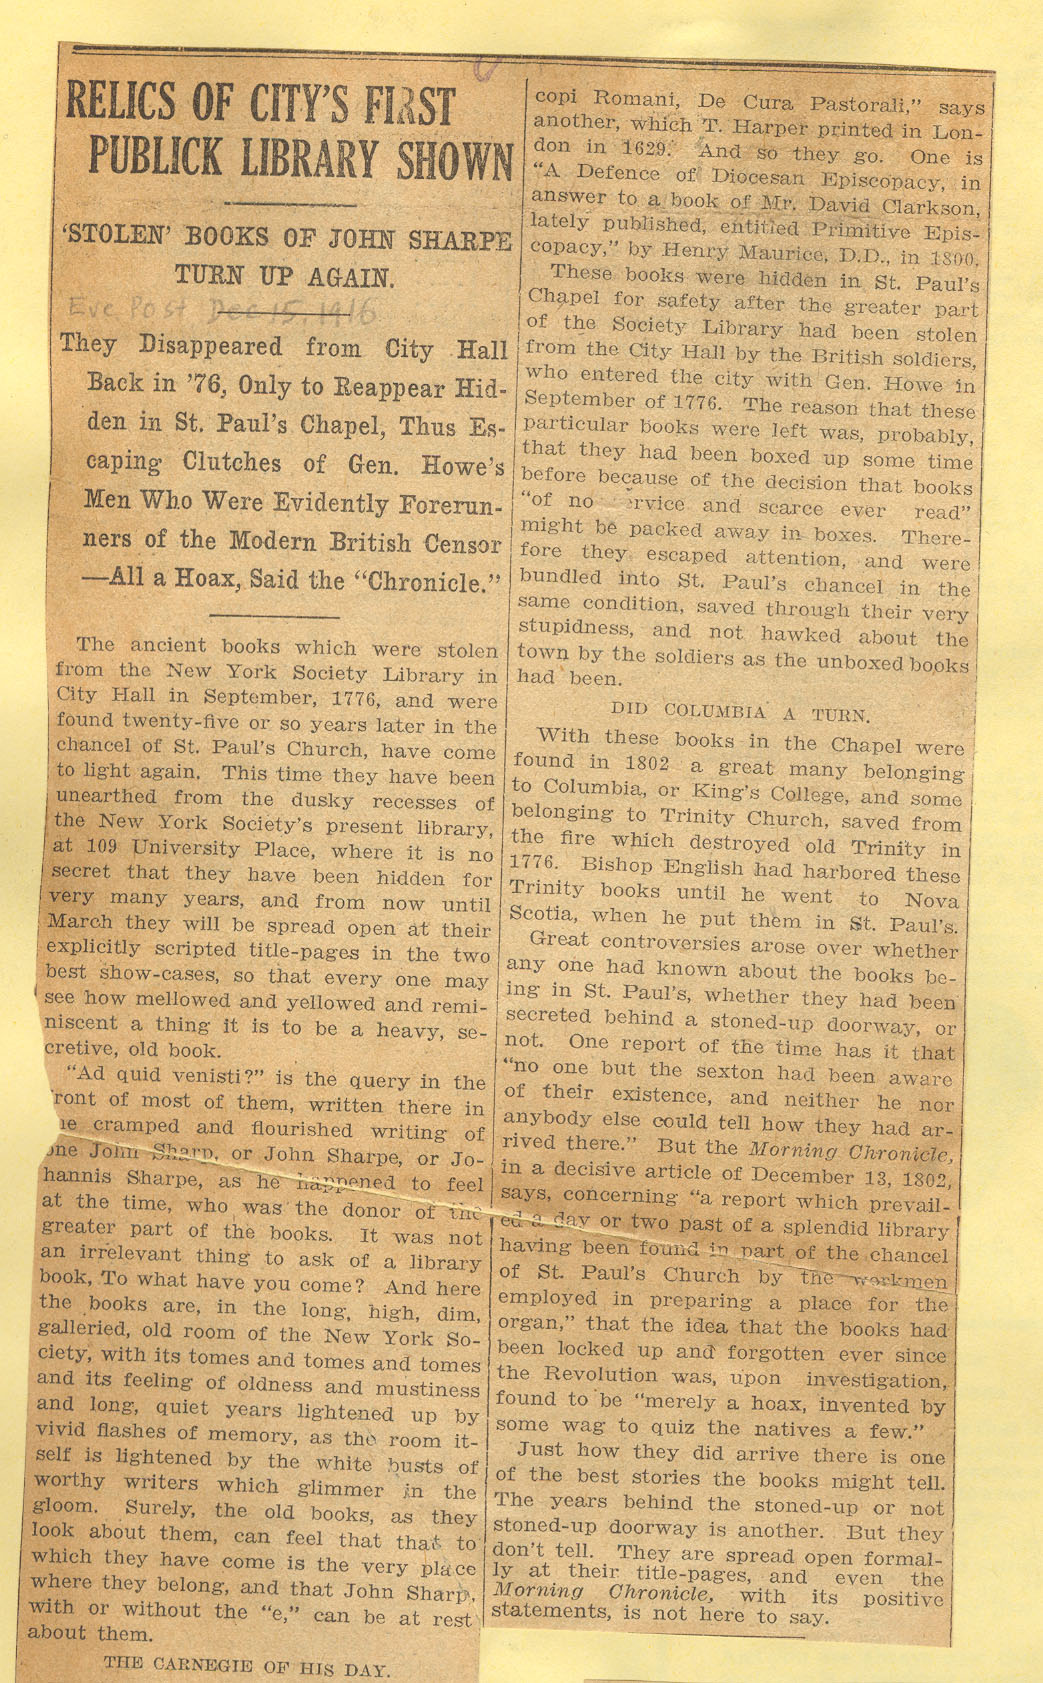 RELICS OF CITY'S FIRST
PUBLICK LIBRARY SHOWN
'STOLEN' BOOKS OF JOHN SHARPE
TURN UP AGAIN.
Eve Post Dec 15, 1916
They Disappeared from City Hall
Back in '76, Only to Reappear Hid-
den in St. Paul's Chapel, Thus Es-
caping Clutches of Gen. Howe's
Men Who Were Evidently Forerun-
ners of the Modern British Censor
—All a Hoax, Said the "Chronicle."
The ancient books which were stolen
from the New York Society Library in
City Hall in September, 1776, and were
found twenty-five or so years later in the
chancel of St. Paul's Church, have come
to light again. This time they have been
unearthed from the dusky recesses of
the New York Society's present library,
at 109 University Place, where it is no
secret that they have been hidden for
very many years, and from now until
March they will be spread open at their
explicitly scripted title-pages in the two
best show-cases, so that every one may
see how mellowed and yellowed and remi-
niscent a thing it is to be a heavy, se-
cretive, old book.
"Ad quid venisti?" is the query in the
ront of most of them, written there in
he cramped and flourished writing of
one John Sharp, or John Sharpe, or Jo-
hannis Sharpe, as he happened to feel
at the time, who was the donor of the
greater part of the books. It was not
an irrelevant thing to ask of a library
book, To what have you come? And here
the books are, in the long, high, dim,
galleried, old room of the New York So-
ciety, with its tomes and tomes and tomes
and its feeling of oldness and mustiness
and long, quiet years lightened up by
vivid flashes of memory, as the room it-
self is lightened by the white busts of
worthy writers which glimmer in the
gloom. Surely, the old books, as they
look about them, can feel that that to
which they have come is the very place
where they belong, and that John Sharp,
with or without the "e," can be at rest
about them.
THE CARNEGIE OF HIS DAY.
copi Romani, De Cura Pastorali," says
another, which T. Harper printed in Lon-
don in 1629. And so they go. One is
"A Defence of Diocesan Episcopacy, in
answer to a book of Mr. David Clarkson,
lately published, entitled Primitive Epis-
copacy," by Henry Maurice, D.D., in 1800.
These books were hidden in St. Paul's
Chapel for safety after the greater part
of the Society Library had been stolen
from the City Hall by the British soldiers,
who entered the city with Gen. Howe in
September of 1776. The reason that these
particular books were left was, probably,
that they had been boxed up some time
before because of the decision that books
"of no rvice and scarce ever read"
might be packed away in boxes. There-
fore they escaped attention, and were
bundled into St. Paul's chancel in the
same condition, saved through their very
stupidness, and not hawked about the
town by the soldiers as the unboxed books
had been.
DID COLUMBIA A TURN.
With these books in the Chapel were
found in 1802 a great many belonging
to Columbia, or King's College, and some
belonging to Trinity Church, saved from
the fire which destroyed old Trinity in
1776. Bishop English had harbored these
Trinity books until he went to Nova
Scotia, when he put them in St. Paul's.
Great controversies arose over whether
any one had known about the books be-
ing in St. Paul's, whether they had been
secreted behind a stoned-up doorway, or
not. One report of the time has it that
"no one but the sexton had been aware
of their existence, and neither he nor
anybody else could tell how they had ar-
rived there." But the Morning Chronicle,
in a decisive article of December 13, 1802,
says, concerning "a report which prevail-
ed a day or two past of a splendid library
having been found in part of the chancel
of St. Paul's Church by the workmen
employed in preparing a place for the
organ," that the idea that the books had
been locked up and forgotten ever since
the Revolution was, upon investigation,
found to be "merely a hoax, invented by
some wag to quiz the natives a few."
Just how they did arrive there is one
of the best stories the books might tell.
The years behind the stoned-up or not
stoned-up doorway is another. But they
don't tell. They are spread open formal-
ly at their title-pages, and even the
Morning Chronicle, with its positive
statements, is not here to say.